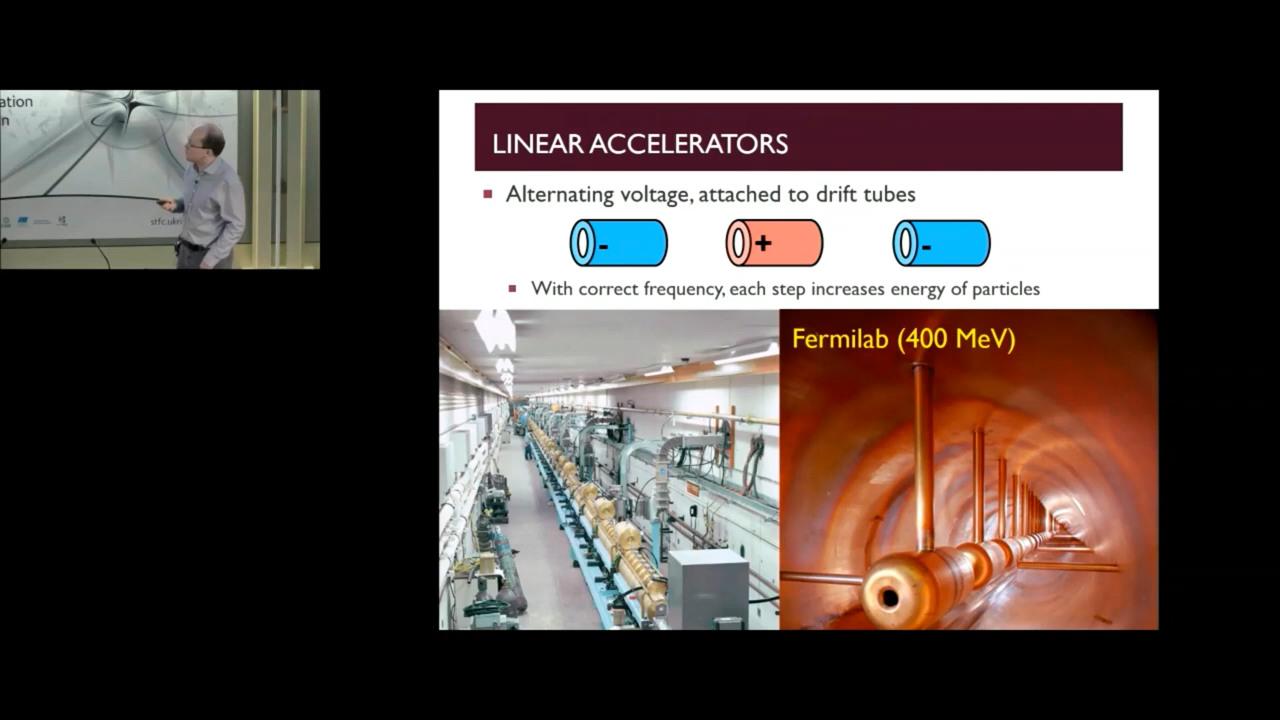 ation
n
stfc.ukri
LINEAR ACCELERATORS
Alternating voltage, attached to drift tubes
- + -
With correct frequency, each step increases energy of particles
Fermilab (400 MeV)